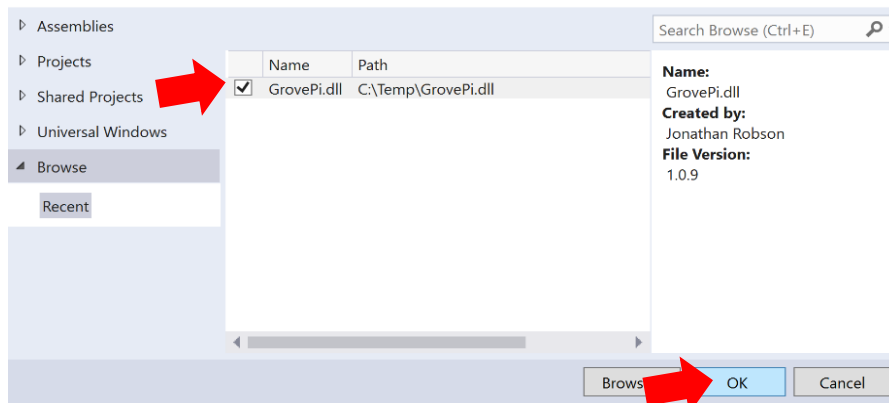 Assemblies
Projects
Shared Projects
Universal Windows
Browse
Recent
Name Path
GrovePi.dll C:\Temp\GrovePi.dll
Search Browse (Ctrl+E)
Name:
GrovePi.dll
Created by:
Jonathan Robson
File Version:
1.0.9
Brows OK Cancel